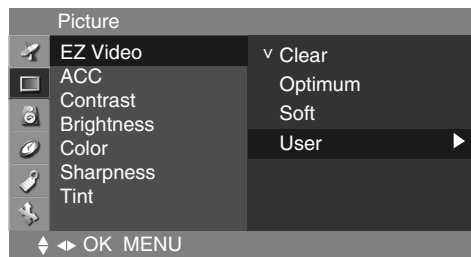 Picture
EZ Video
ACC
Contrast
Brightness
Color
Sharpness
Tint
v Clear
Optimum
Soft
User
OK MENU